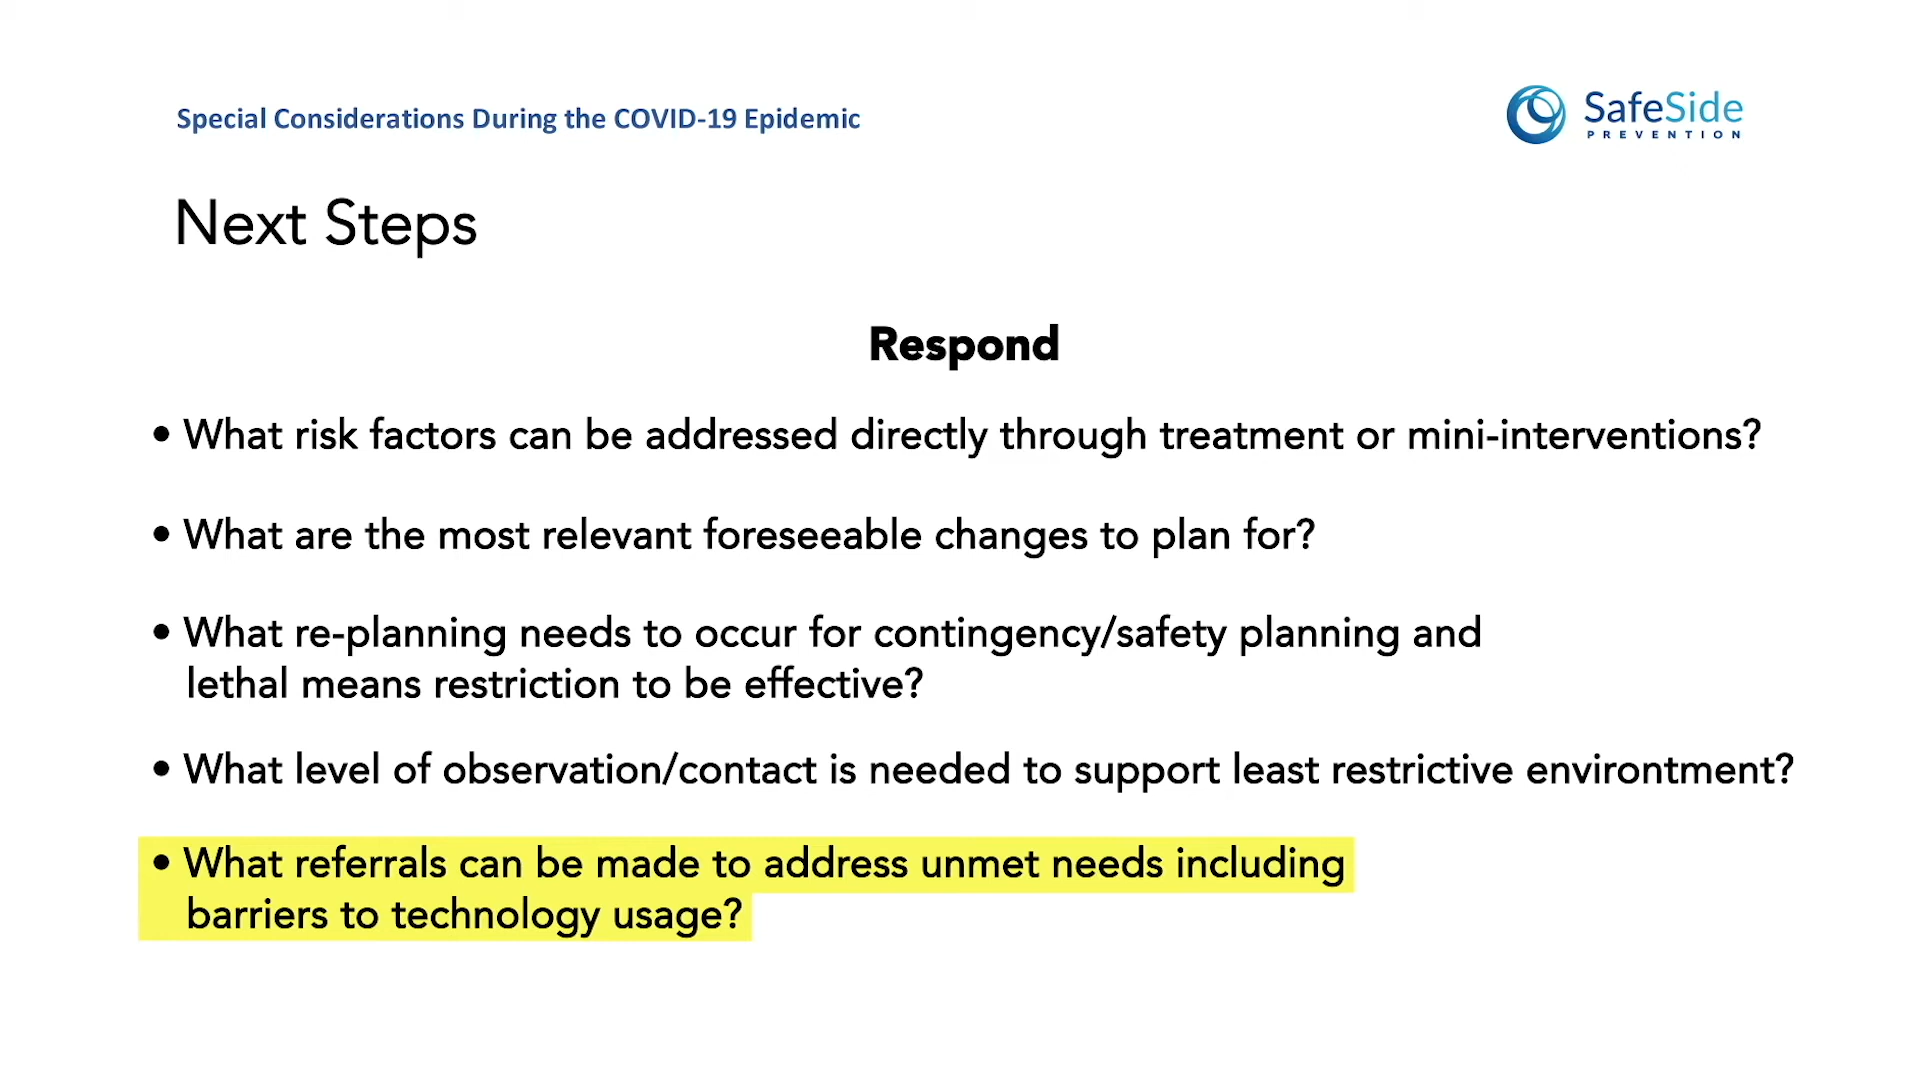 Special Considerations During the COVID-19 Epidemic
SafeSide
PREVENTION
Next Steps
Respond
• What risk factors can be addressed directly through treatment or mini-interventions?
• What are the most relevant foreseeable changes to plan for?
• What re-planning needs to occur for contingency/safety planning and
lethal means restriction to be effective?
• What level of observation/contact is needed to support least restrictive environtment?
• What referrals can be made to address unmet needs including
barriers to technology usage?